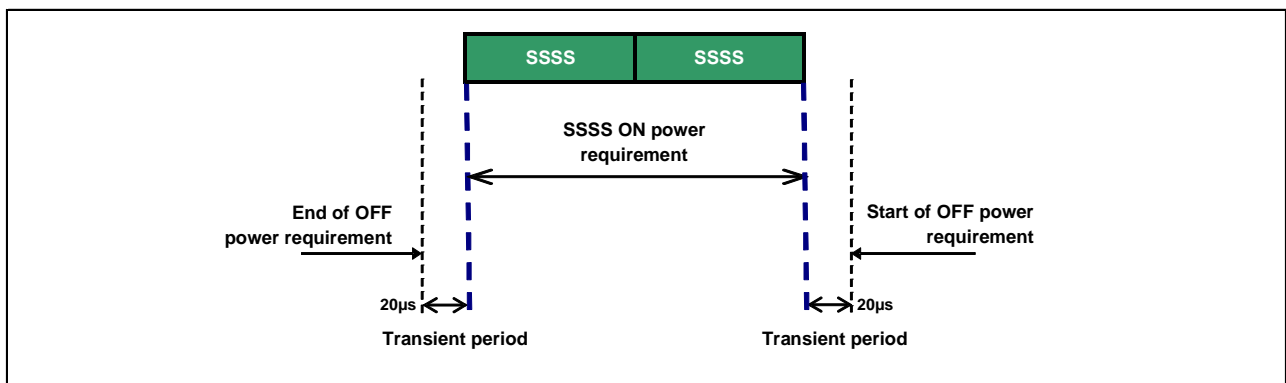 SSSS SSSS
SSSS ON power
requirement
End of OFF
power requirement
Start of OFF power
requirement
20µs 20µs
Transient period Transient period